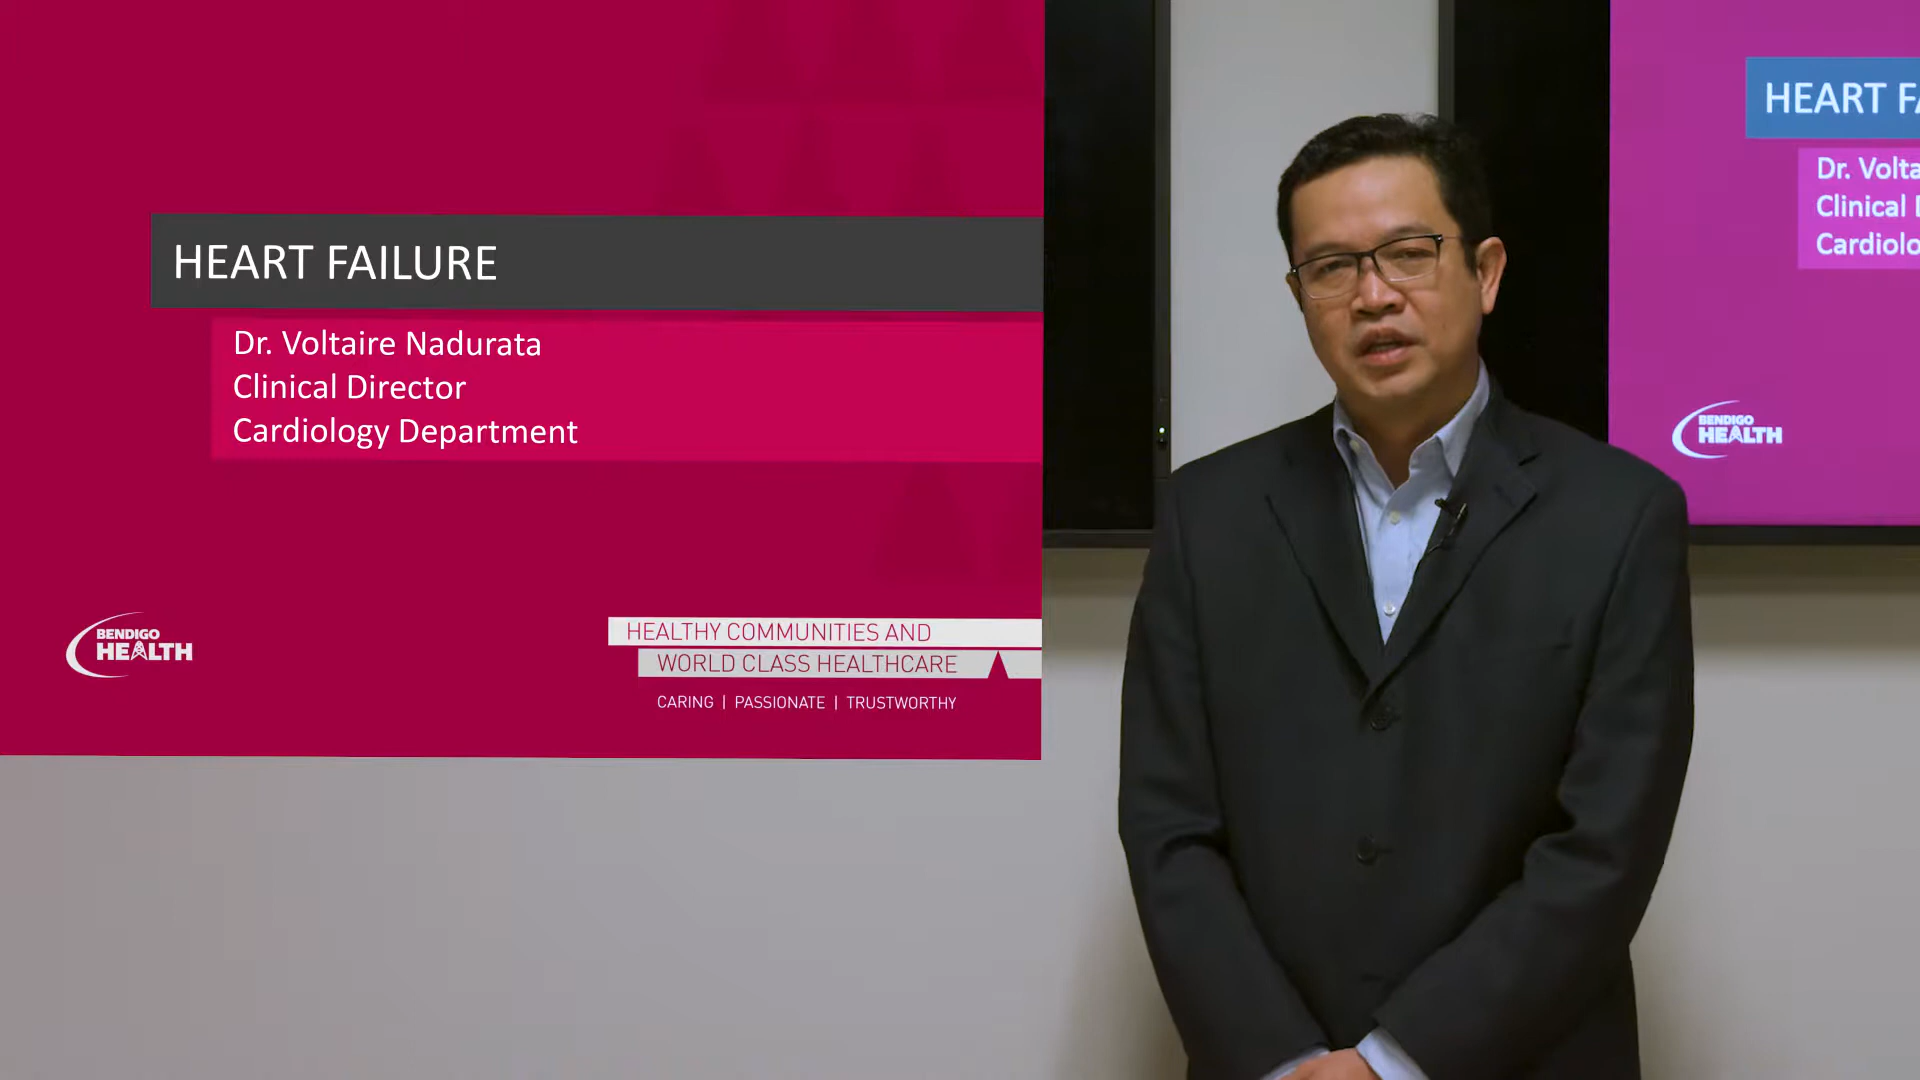 HEART FAILURE
Dr. Voltaire Nadurata
Clinical Director
Cardiology Department
BENDIGO
HEALTH
HEALTHY COMMUNITIES AND
WORLD CLASS HEALTHCARE
CARING | PASSIONATE | TRUSTWORTHY
HEART FA
Dr. Volta
Clinical
Cardiolo
BENDIGO
HEALTH